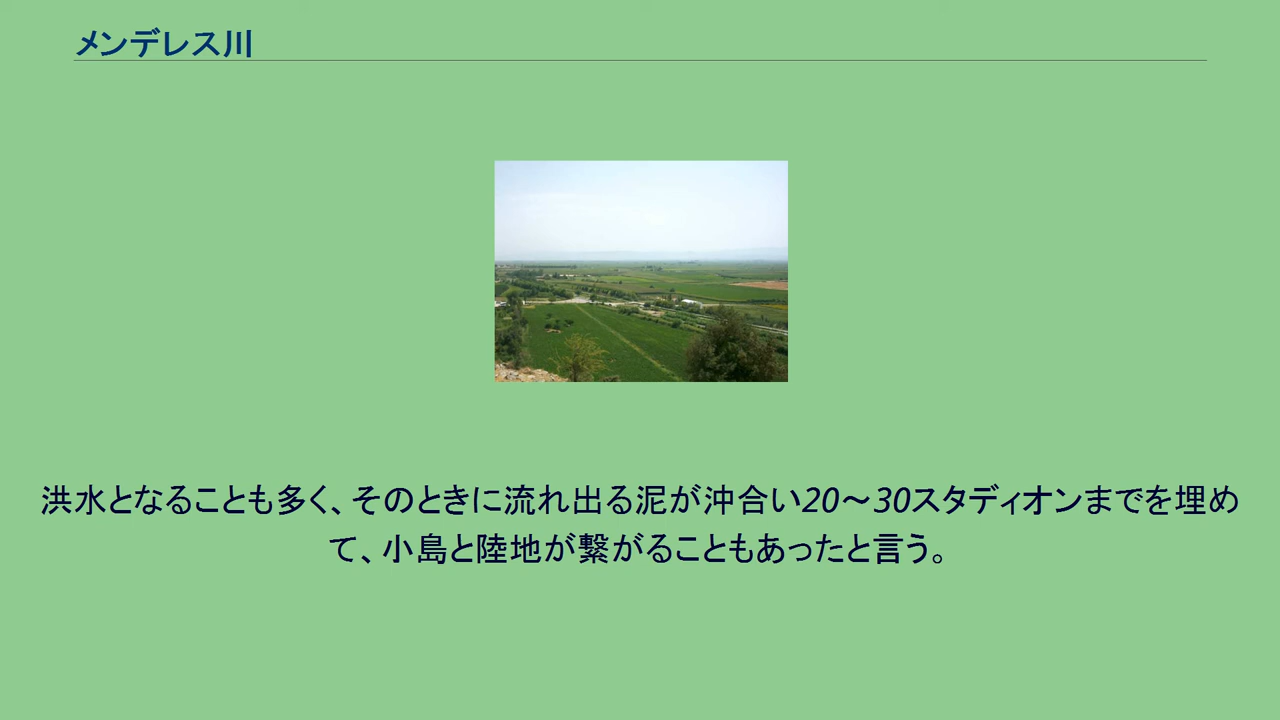 メンデレス川
洪水となることも多く、そのときに流れ出る泥が沖合い20～30スタディオンまでを埋め
て、小島と陸地が繋がることもあったと言う。